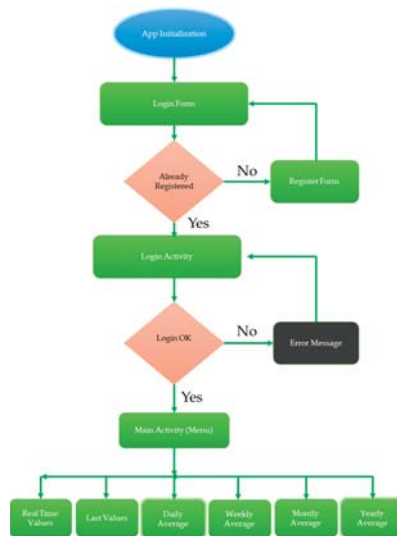 App Initialization
Login Form
Already
Registered
No
Register Form
Yes
Login Activity
Login OK
No
Error Message
Yes
Main Activity (Menu)
Real Time
Values
Last Values
Daily
Average
Weekly
Average
Montly
Average
Yearly
Average